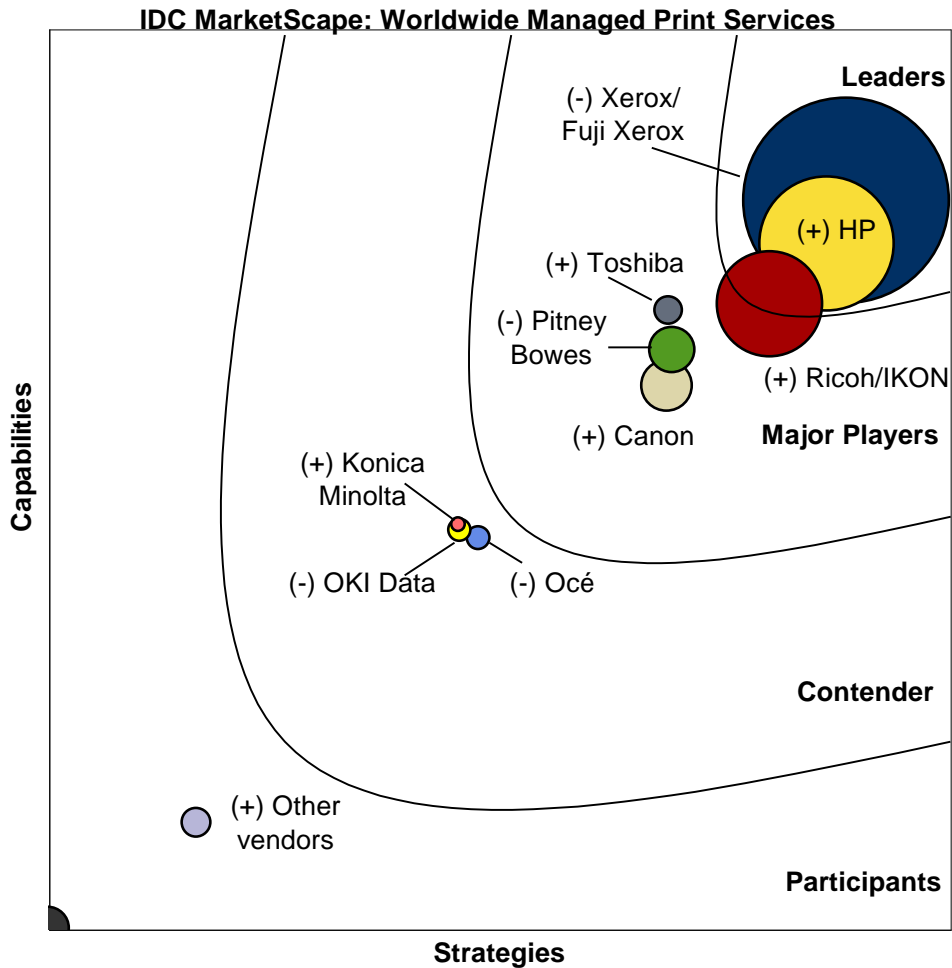 IDC MarketScape: Worldwide Managed Print Services
Leaders
(-) Xerox/
Fuji Xerox
(+) HP
(+) Toshiba
(-) Pitney
Bowes
(+) Ricoh/IKON
(+) Canon
Major Players
(+) Konica
Minolta
(-) OKI Data
(-) Océ
Contender
(+) Other
vendors
Participants
Capabilities
Strategies